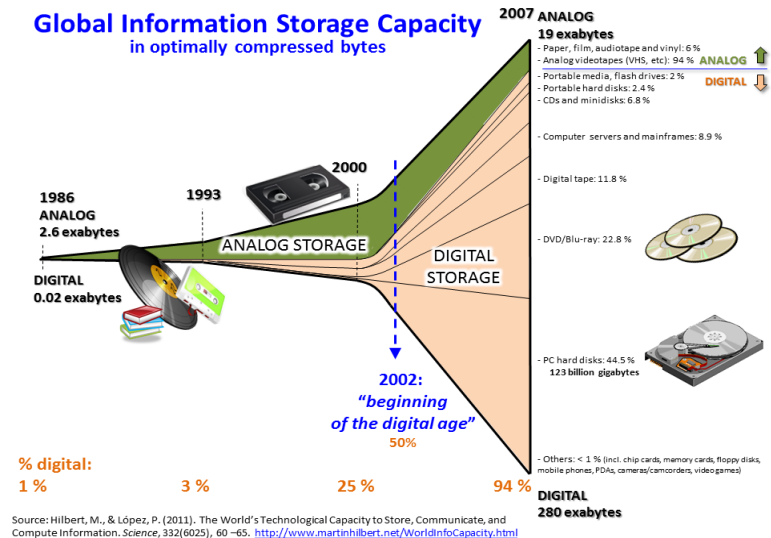 Global Information Storage Capacity
in optimally compressed bytes
2007 ANALOG
19 exabytes
- Paper, film, audiotape and vinyl: 6 %
- Analog videotapes (VHS, etc): 94 % ANALOG
- Portable media, flash drives: 2 % DIGITAL
- Portable hard disks: 2.4 %
- CDs and minidisks: 6.8 %
- Computer servers and mainframes: 8.9 %
- Digital tape: 11.8 %
- DVD/Blu-ray: 22.8 %
- PC hard disks: 44.5 %
123 billion gigabytes
- Others: < 1 % (incl. chip cards, memory cards, floppy disks,
mobile phones, PDAs, cameras/camcorders, video games)
DIGITAL
280 exabytes
2000
1993
1986
ANALOG
2.6 exabytes
DIGITAL
0.02 exabytes
ANALOG STORAGE
DIGITAL
STORAGE
2002:
“beginning
of the digital age”
50%
% digital:
1 % 3 % 25 % 94 %
Source: Hilbert, M., & López, P. (2011). The World’s Technological Capacity to Store, Communicate, and
Compute Information. Science, 332(6025), 60 –65. http://www.martinhilbert.net/WorldInfoCapacity.html